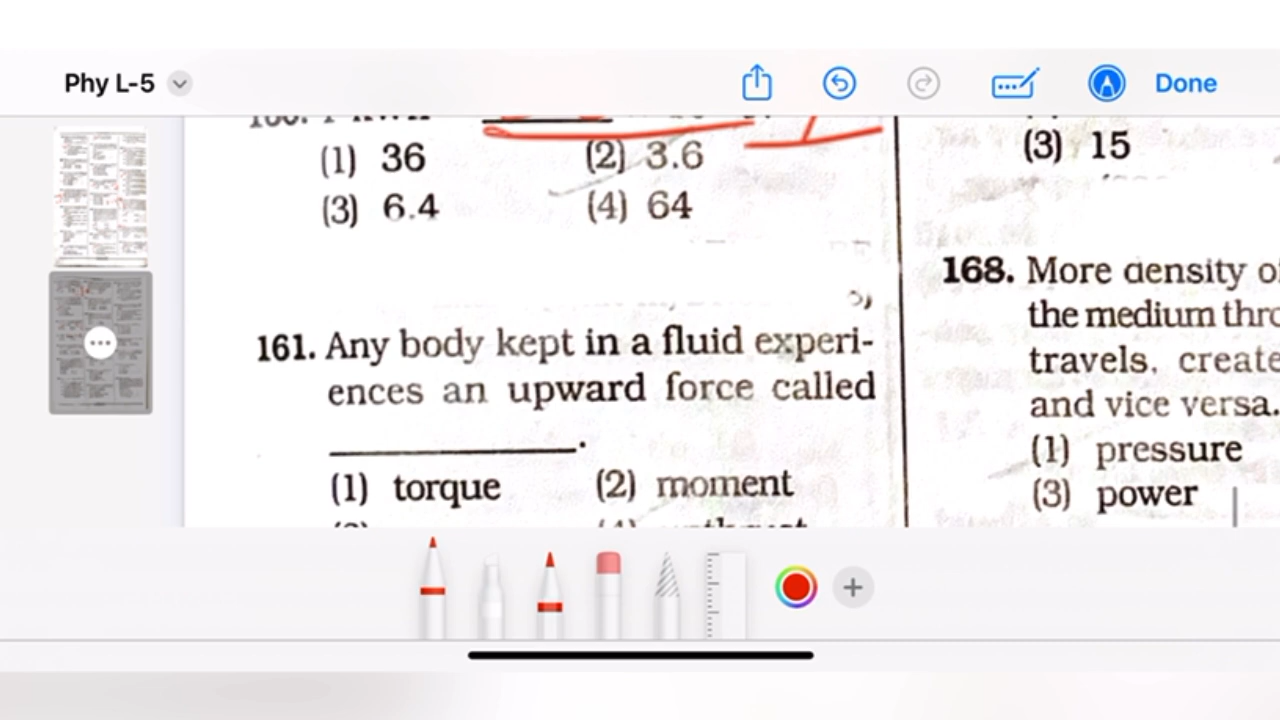 Phy L-5
Done
(1) 36 (2) 3.6
(3) 6.4 (4) 64
161. Any body kept in a fluid experi-
ences an upward force called
__________.
(1) torque (2) moment
(3) 15
168. More density of
the medium thro
travels, create
and vice versa.
(1) pressure
(3) power